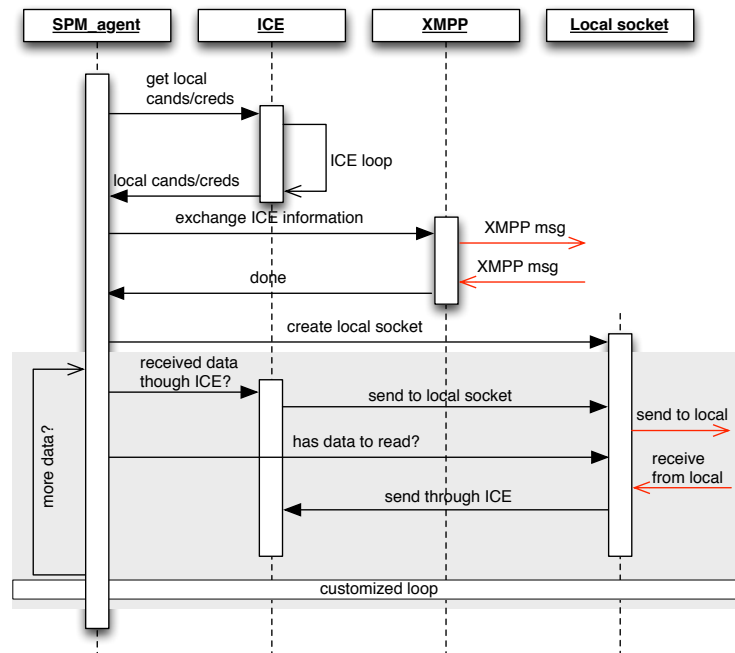 SPM_agent
ICE
XMPP
Local socket
get local
cands/creds
ICE loop
local cands/creds
exchange ICE information
XMPP msg
XMPP msg
done
create local socket
received data
though ICE?
send to local socket
send to local
more data?
has data to read?
receive
from local
send through ICE
customized loop